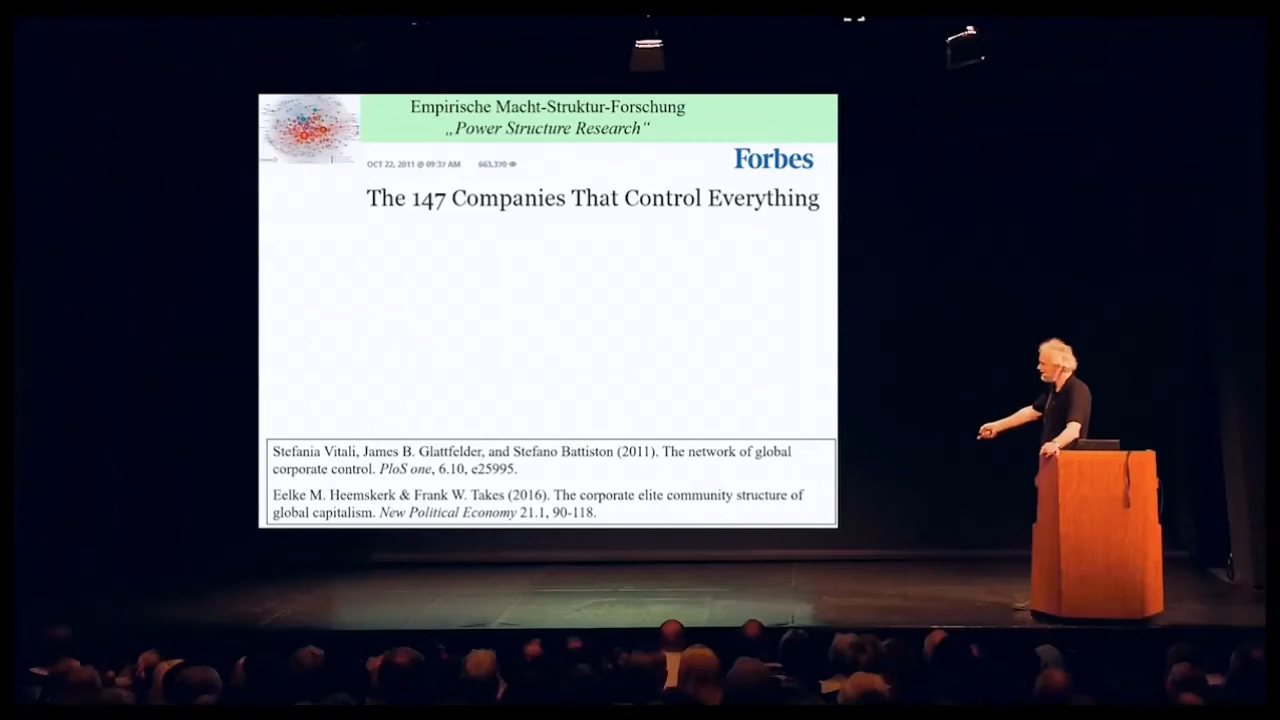 Empirische Macht-Struktur-Forschung
„Power Structure Research“
OCT 22, 2011 @ 09:37 AM 663,370
Forbes
The 147 Companies That Control Everything
Stefania Vitali, James B. Glattfelder, and Stefano Battiston (2011). The network of global
corporate control. PloS one, 6.10, e25995.
Eelke M. Heemskerk & Frank W. Takes (2016). The corporate elite community structure of
global capitalism. New Political Economy 21.1, 90-118.